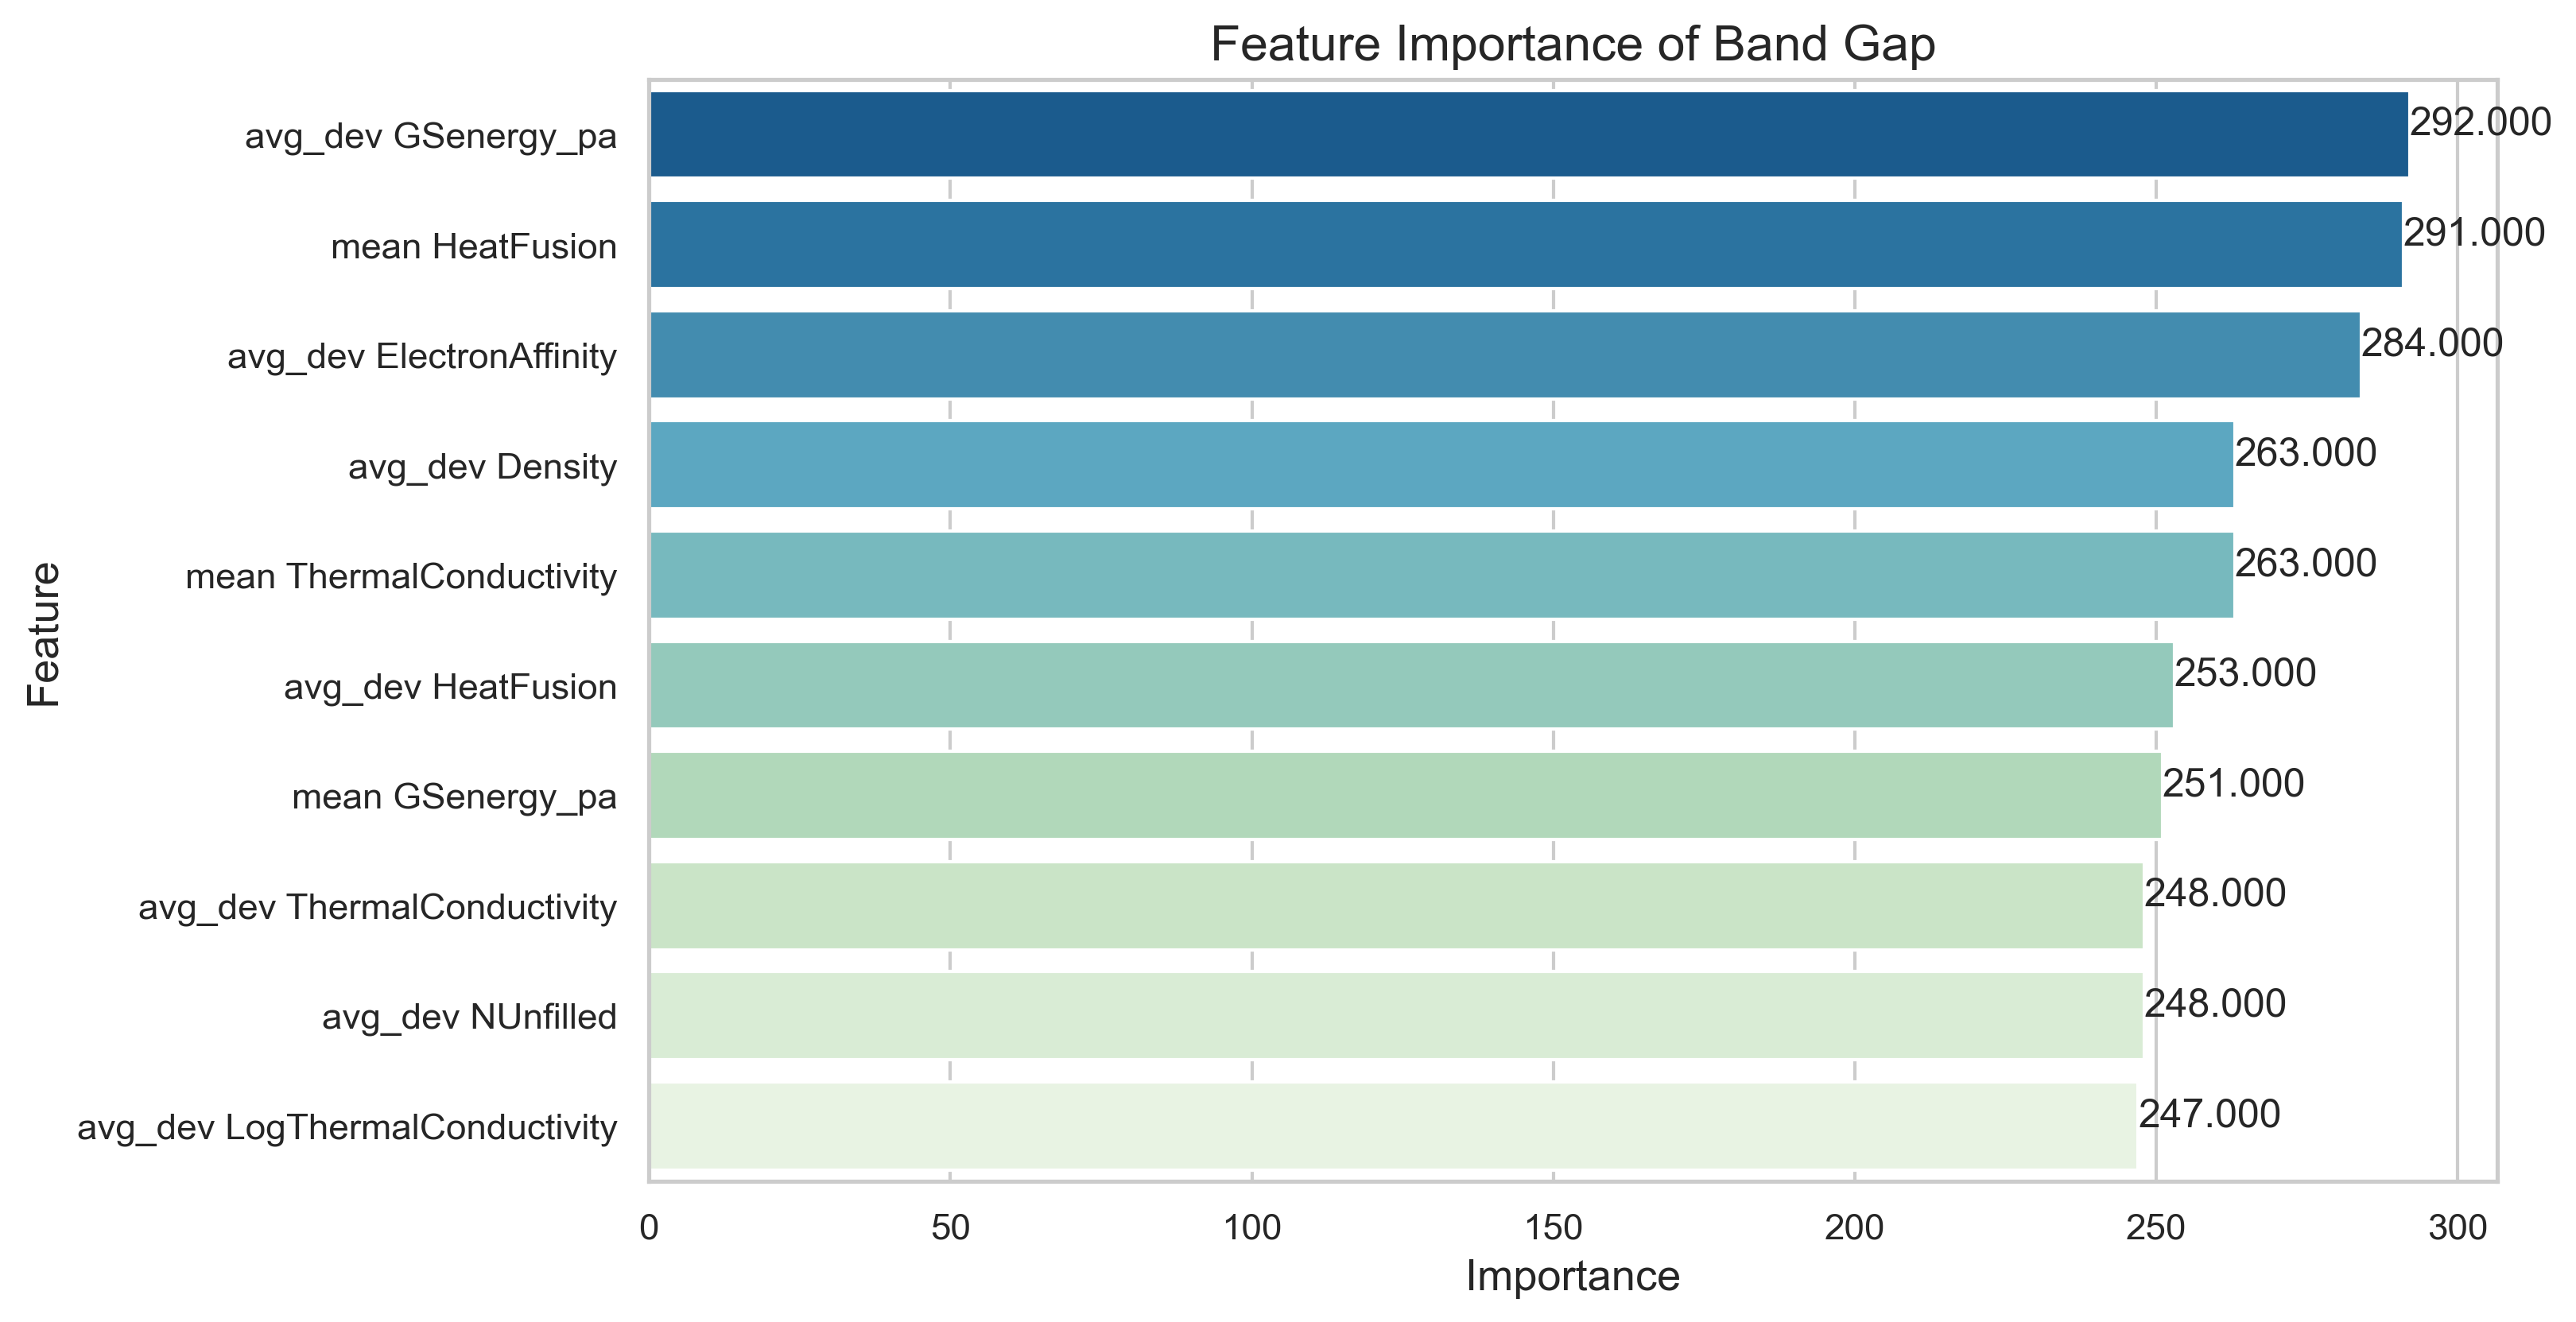 Feature Importance of Band Gap
avg_dev GSenergy_pa
292.000
mean HeatFusion
291.000
avg_dev ElectronAffinity
284.000
avg_dev Density
263.000
mean ThermalConductivity
263.000
avg_dev HeatFusion
253.000
mean GSenergy_pa
251.000
avg_dev ThermalConductivity
248.000
avg_dev NUnfilled
248.000
avg_dev LogThermalConductivity
247.000
Feature
0 50 100 150 200 250 300
Importance